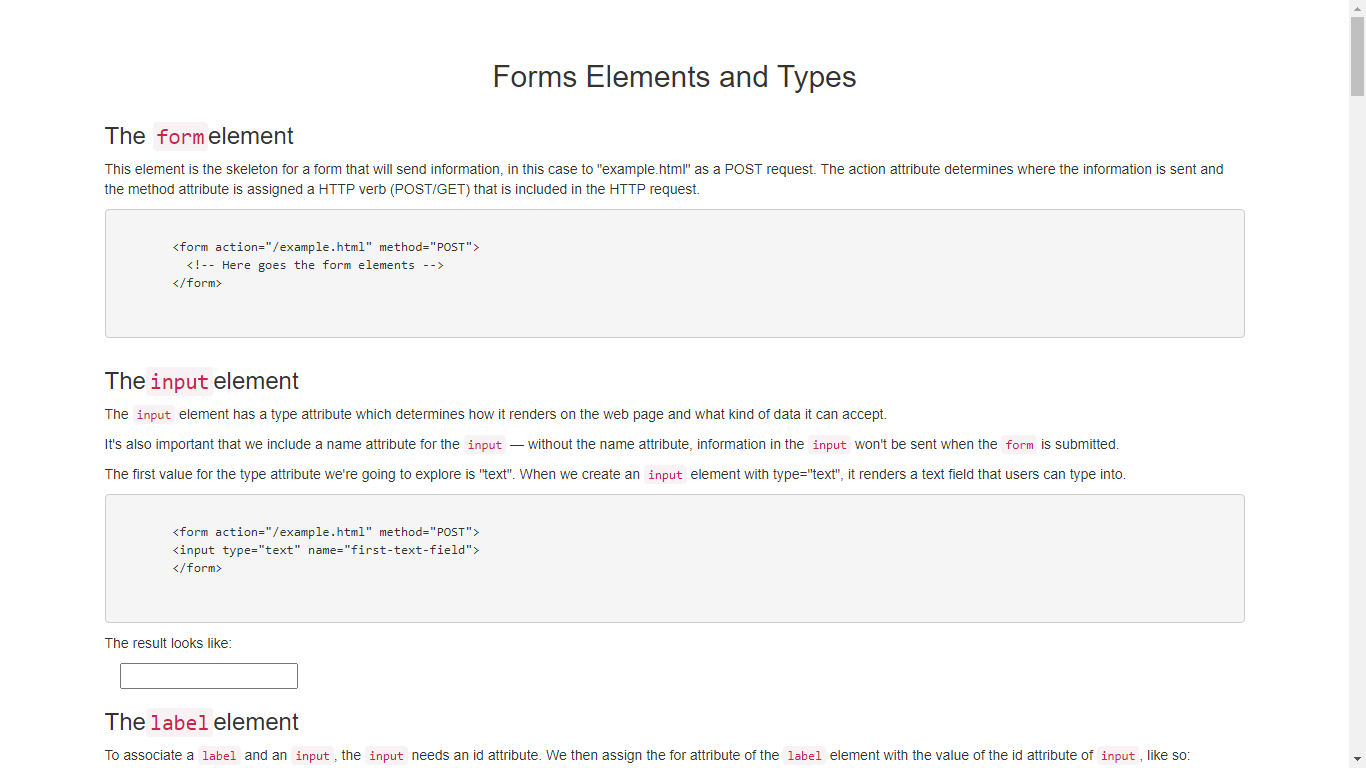 Forms Elements and Types
The form element
This element is the skeleton for a form that will send information, in this case to "example.html" as a POST request. The action attribute determines where the information is sent and
the method attribute is assigned a HTTP verb (POST/GET) that is included in the HTTP request.
<form action="/example.html" method="POST">
<!-- Here goes the form elements -->
</form>
The input element
The input element has a type attribute which determines how it renders on the web page and what kind of data it can accept.
It's also important that we include a name attribute for the input — without the name attribute, information in the input won't be sent when the form is submitted.
The first value for the type attribute we're going to explore is "text". When we create an input element with type="text", it renders a text field that users can type into.
<form action="/example.html" method="POST">
<input type="text" name="first-text-field">
</form>
The result looks like:
The label element
To associate a label and an input, the input needs an id attribute. We then assign the for attribute of the label element with the value of the id attribute of input, like so: